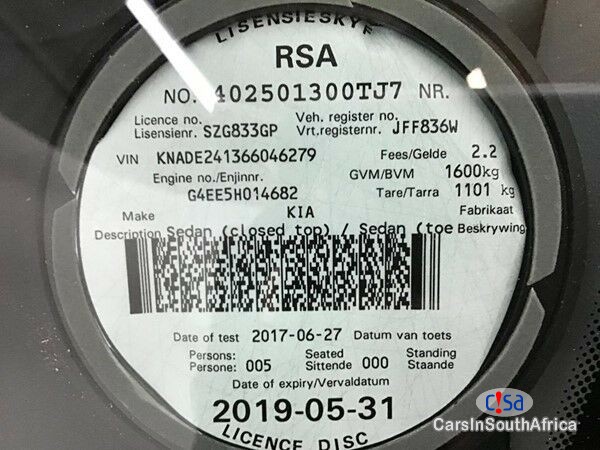 LISENSIESKYF
RSA
NO. 402501300TJ7 NR.
Licence no. Veh. register no.
Lisensienr. SZG833GP Vrt.registernr. JFF836W
VIN KNADE241366046279 Fees/Gelde 2.2
Engine no./Enjinnr. GVM/BVM 1600kg
G4EE5H014682 Tare/Tarra 1101 kg
Make KIA Fabrikaat
Description Sedan (closed top) / Sedan (toe Beskrywing
Date of test 2017-06-27 Datum van toets
Persons: Seated Standing
Persone: 005 Sittende 000 Staande
Date of expiry/Vervaldatum
2019-05-31
LICENCE DISC
c!sa
CarsInSouthAfrica